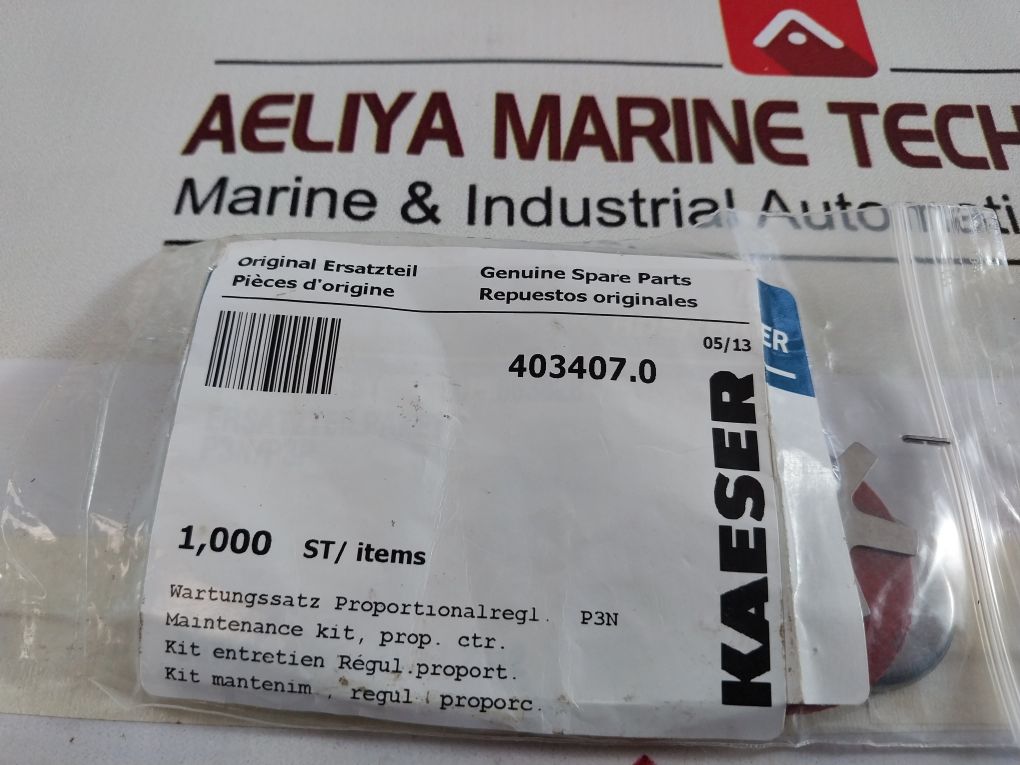 AELIYA MARINE TECH
Marine & Industrial Automati
Original Ersatzteil Genuine Spare Parts
Pièces d'origine Repuestos originales
05/13
403407.0
ER
KAESER
1,000 ST/ items
Wartungssatz Proportionalregl. P3N
Maintenance kit, prop. ctr.
Kit entretien Régul.proport.
Kit mantenim , regul proporc.